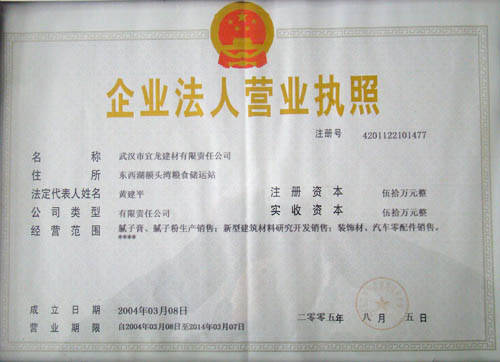 企业法人营业执照
注册号 4201122101477
名称 武汉市宜龙建材有限责任公司
住所 东西湖额头湾粮食储运站
法定代表人姓名 黄建平 注册资本 伍拾万元整
公司类型 有限责任公司 实收资本 伍拾万元整
经营范围 腻子膏、腻子粉生产销售；新型建筑材料研究开发销售；装饰材、汽车零配件销售。
****
成立日期 2004年03月08日
营业期限 自2004年03月08日至2014年03月07日
二〇〇五年 八月 五日